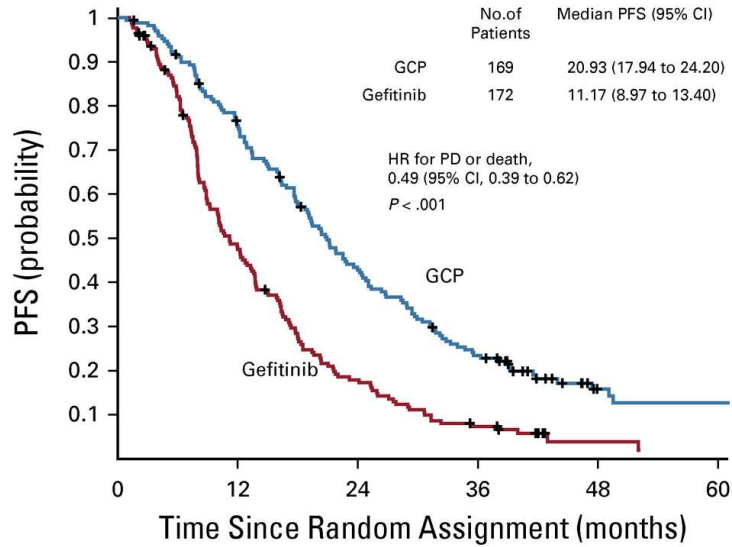 No.of Median PFS (95% CI)
Patients
GCP 169 20.93 (17.94 to 24.20)
Gefitinib 172 11.17 (8.97 to 13.40)
HR for PD or death,
0.49 (95% CI, 0.39 to 0.62)
P < .001
GCP
Gefitinib
PFS (probability)
1
0.9
0.8
0.7
0.6
0.5
0.4
0.3
0.2
0.1
0 12 24 36 48 60
Time Since Random Assignment (months)